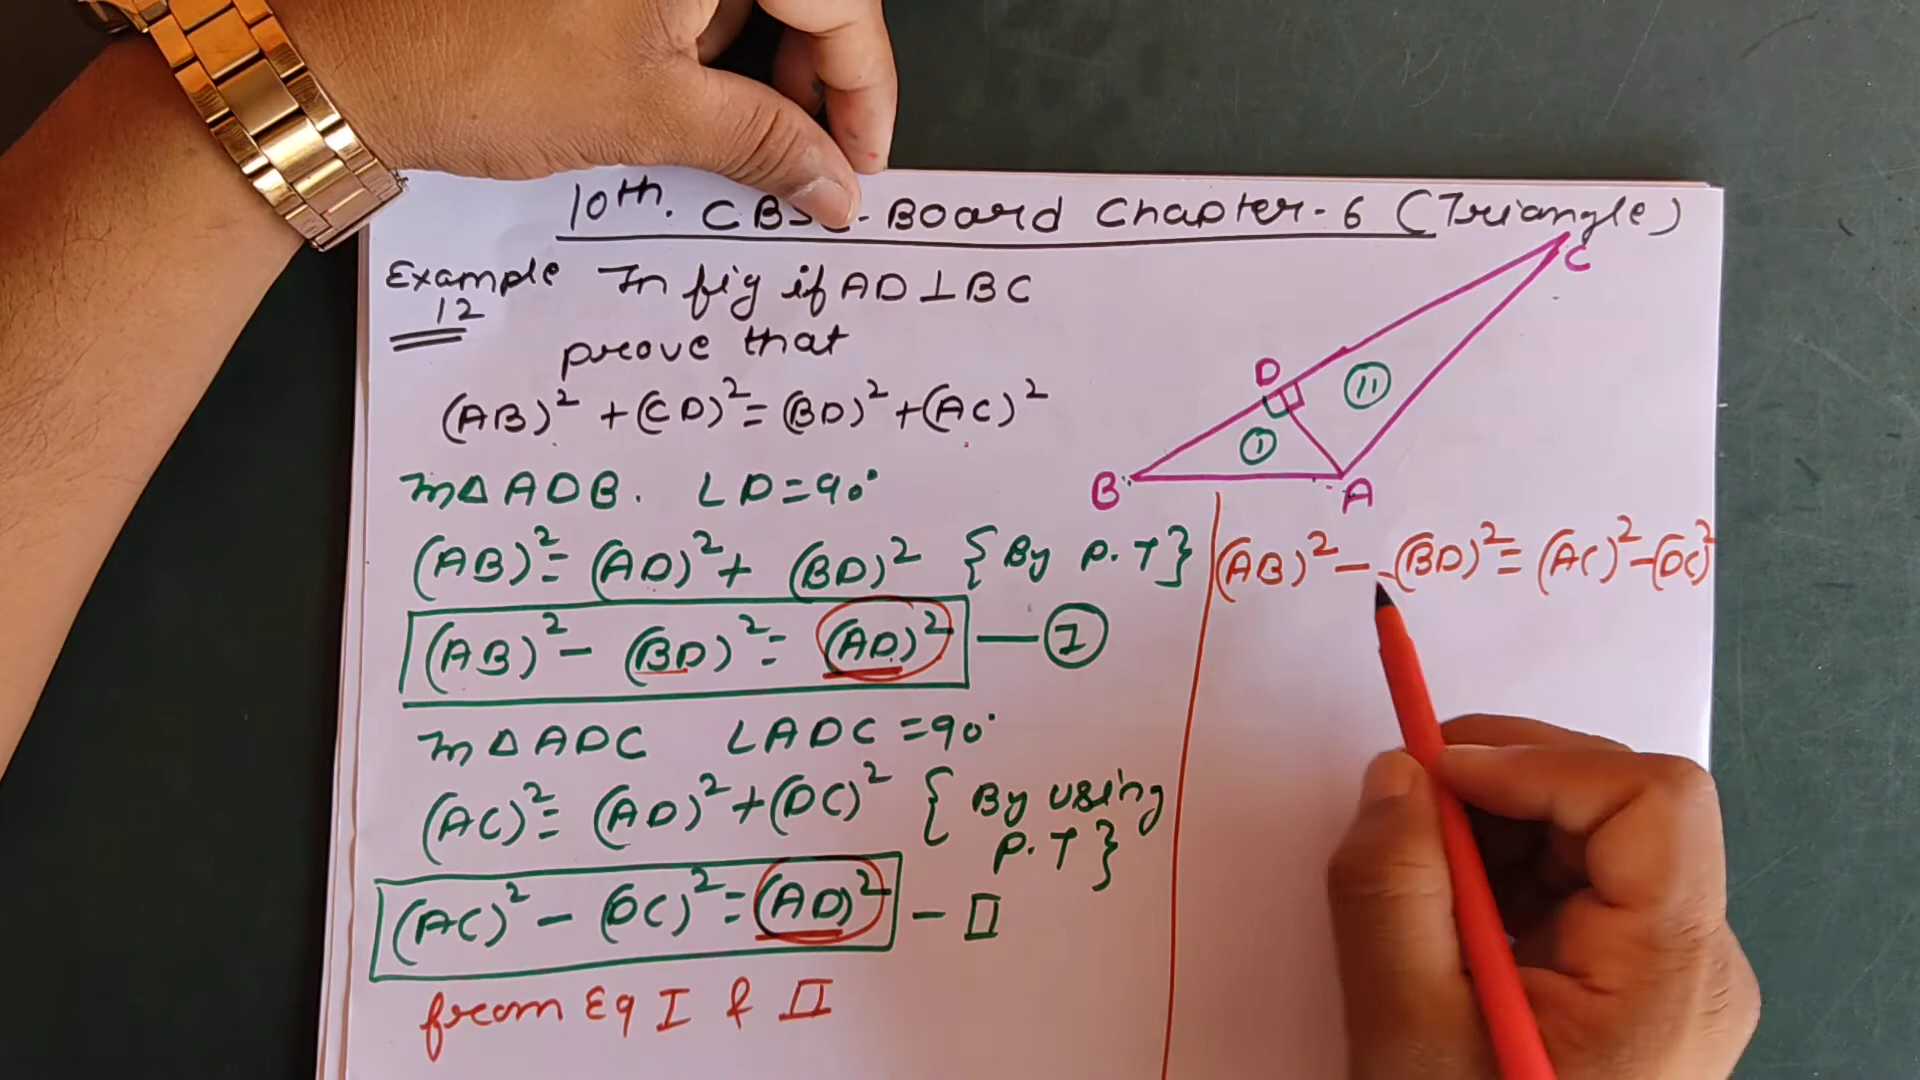 10th. CBSE-Board Chapter-6 (Triangle)
Example 12
In fig if AD⊥BC
prove that
(AB)² + (CD)² = (BD)² + (AC)²
In Δ ADB. ∠D = 90°
(AB)² = (AD)² + (BD)² {By P.T}
(AB)² - (BD)² = (AD)² — I
In Δ ADC ∠ADC = 90°
(AC)² = (AD)² + (DC)² {By using P.T}
(AC)² - (DC)² = (AD)² - II
from Eq I & II
C
D
II
I
B
A
(AB)² - (BD)² = (AC)² - (DC)²